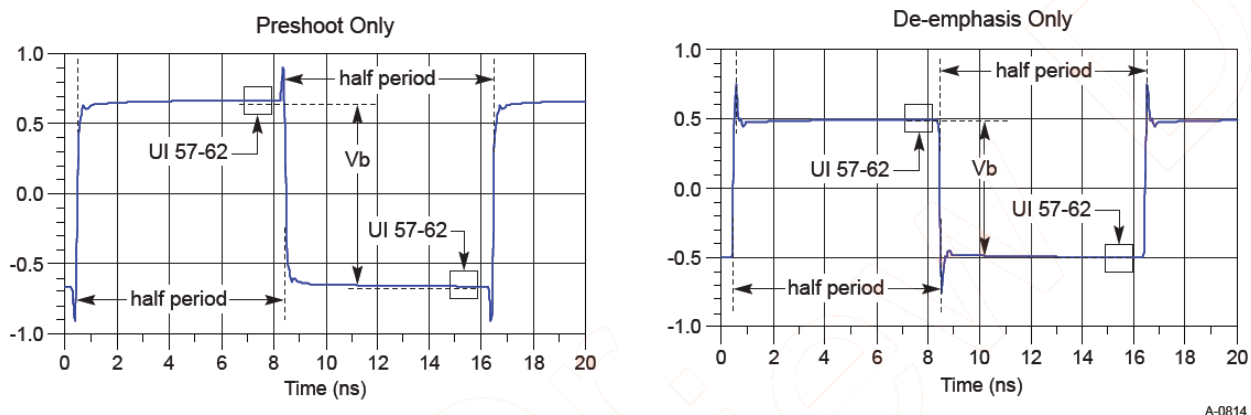 Preshoot Only
1.0
0.5
0.0
-0.5
-1.0
half period
UI 57-62
Vb
UI 57-62
half period
0 2 4 6 8 10 12 14 16 18 20
Time (ns)
De-emphasis Only
1.0
0.5
0.0
-0.5
-1.0
half period
UI 57-62
Vb
UI 57-62
half period
0 2 4 6 8 10 12 14 16 18 20
Time (ns)
A-0814